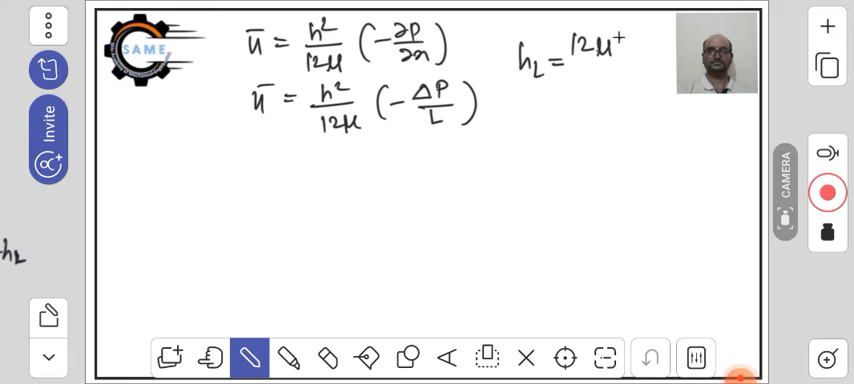 SAME
ū = h²/12μ (-∂P/∂x)
h_L = 12μ+
ū = h²/12μ (-ΔP/L)
h_L
Invite
CAMERA